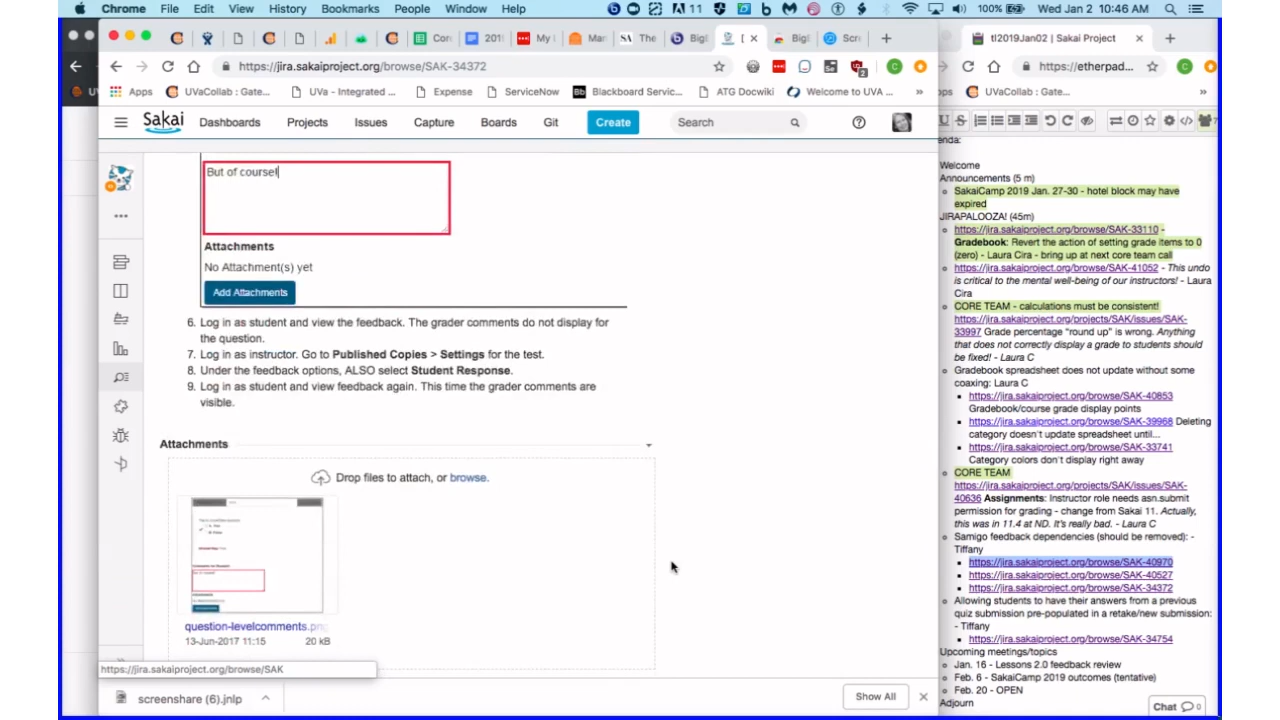 Chrome File Edit View History Bookmarks People Window Help
11 100% Wed Jan 2 10:46 AM
Con
2019
My
Mar
SA The
Big
[
Big
Scr
tl2019Jan02 | Sakai Project
https://jira.sakaiproject.org/browse/SAK-34372
https://etherpad...
Apps UVaCollab : Gate... UVa - Integrated ... Expense ServiceNow Bb Blackboard Servic... ATG Docwiki Welcome to UVA ... »
UVaCollab : Gate... »
Sakai Dashboards Projects Issues Capture Boards Git Create Search
But of course!
Attachments
No Attachment(s) yet
Add Attachments
6. Log in as student and view the feedback. The grader comments do not display for
the question.
7. Log in as instructor. Go to Published Copies > Settings for the test.
8. Under the feedback options, ALSO select Student Response.
9. Log in as student and view feedback again. This time the grader comments are
visible.
Attachments
Drop files to attach, or browse.
question-levelcomments.png
13-Jun-2017 11:15 20 kB
https://jira.sakaiproject.org/browse/SAK
screenshare (6).jnlp
Show All
enda:
Welcome
Announcements (5 m)
SakaiCamp 2019 Jan. 27-30 - hotel block may have
expired
JIRAPALOOZA! (45m)
https://jira.sakaiproject.org/browse/SAK-33110 -
Gradebook: Revert the action of setting grade items to 0
(zero) - Laura Cira - bring up at next core team call
https://jira.sakaiproject.org/browse/SAK-41052 - This undo
is critical to the mental well-being of our instructors! - Laura
Cira
CORE TEAM - calculations must be consistent!
https://jira.sakaiproject.org/projects/SAK/issues/SAK-
33997 Grade percentage "round up" is wrong. Anything
that does not correctly display a grade to students should
be fixed! - Laura C
Gradebook spreadsheet does not update without some
coaxing: Laura C
https://jira.sakaiproject.org/browse/SAK-40853
Gradebook/course grade display points
https://jira.sakaiproject.org/browse/SAK-39968 Deleting
category doesn't update spreadsheet until...
https://jira.sakaiproject.org/browse/SAK-33741
Category colors don't display right away
CORE TEAM
https://jira.sakaiproject.org/projects/SAK/issues/SAK-
40636 Assignments: Instructor role needs asn.submit
permission for grading - change from Sakai 11. Actually,
this was in 11.4 at ND. It's really bad. - Laura C
Samigo feedback dependencies (should be removed): -
Tiffany
https://jira.sakaiproject.org/browse/SAK-40970
https://jira.sakaiproject.org/browse/SAK-40527
https://jira.sakaiproject.org/browse/SAK-34372
Allowing students to have their answers from a previous
quiz submission pre-populated in a retake/new submission:
- Tiffany
https://jira.sakaiproject.org/browse/SAK-34754
Upcoming meetings/topics
Jan. 16 - Lessons 2.0 feedback review
Feb. 6 - SakaiCamp 2019 outcomes (tentative)
Feb. 20 - OPEN
Adjourn
Chat 0